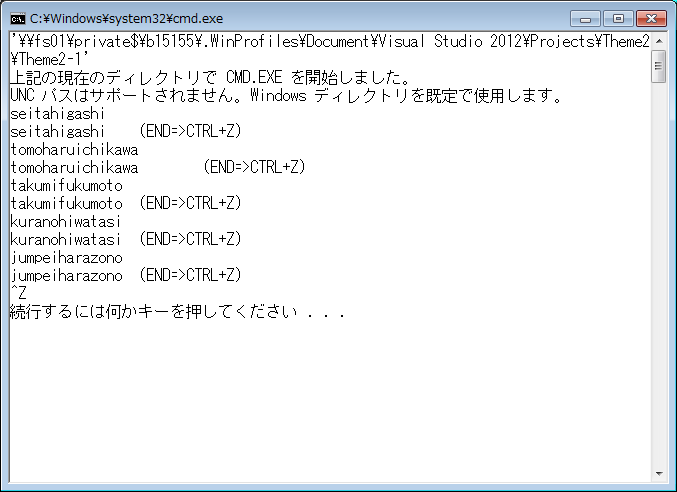 C:¥Windows¥system32¥cmd.exe
'¥¥fs01¥private$¥b15155¥.WinProfiles¥Document¥Visual Studio 2012¥Projects¥Theme2
¥Theme2-1'
上記の現在のディレクトリで CMD.EXE を開始しました。
UNC パスはサポートされません。Windows ディレクトリを既定で使用します。
seitahigashi
seitahigashi    (END=>CTRL+Z)
tomoharuichikawa
tomoharuichikawa        (END=>CTRL+Z)
takumifukumoto
takumifukumoto  (END=>CTRL+Z)
kuranohiwatasi
kuranohiwatasi  (END=>CTRL+Z)
jumpeiharazono
jumpeiharazono  (END=>CTRL+Z)
^Z
続行するには何かキーを押してください . . .